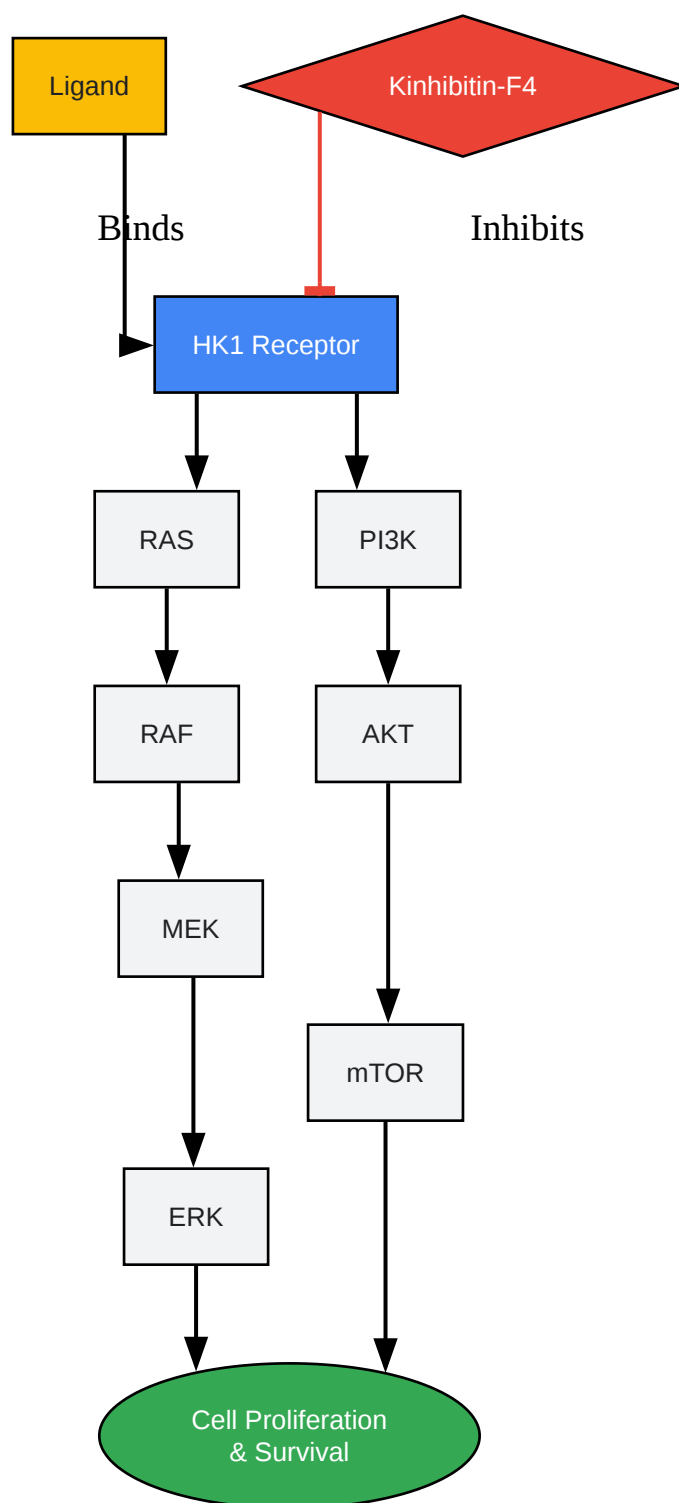 Ligand
Kinhibitin-F4
Binds
Inhibits
HK1 Receptor
RAS
PI3K
RAF
AKT
MEK
mTOR
ERK
Cell Proliferation
& Survival